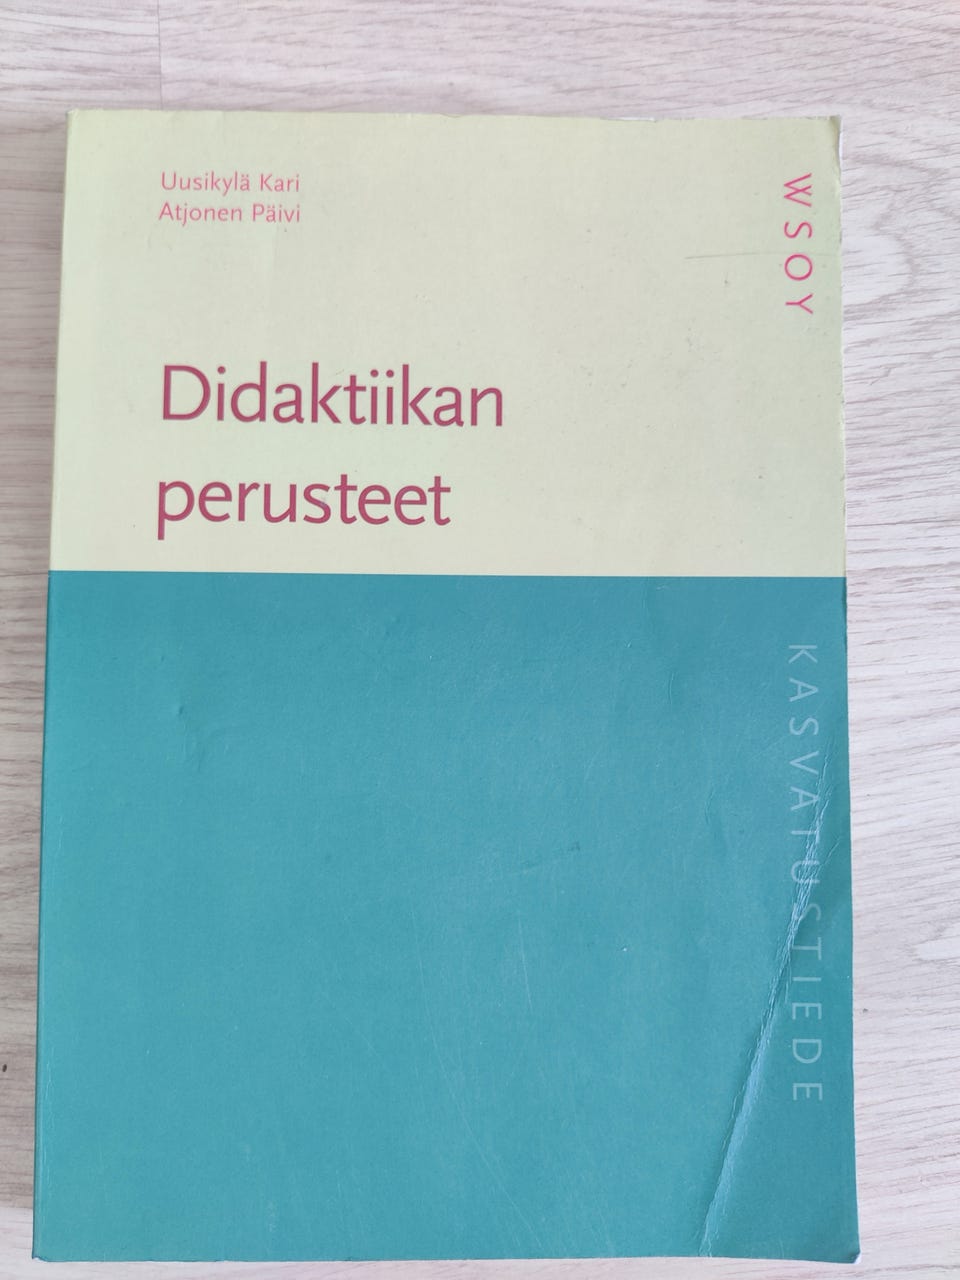 Uusikylä Kari
Atjonen Päivi
WSOY
Didaktiikan
perusteet
KASVATUSTIEDE